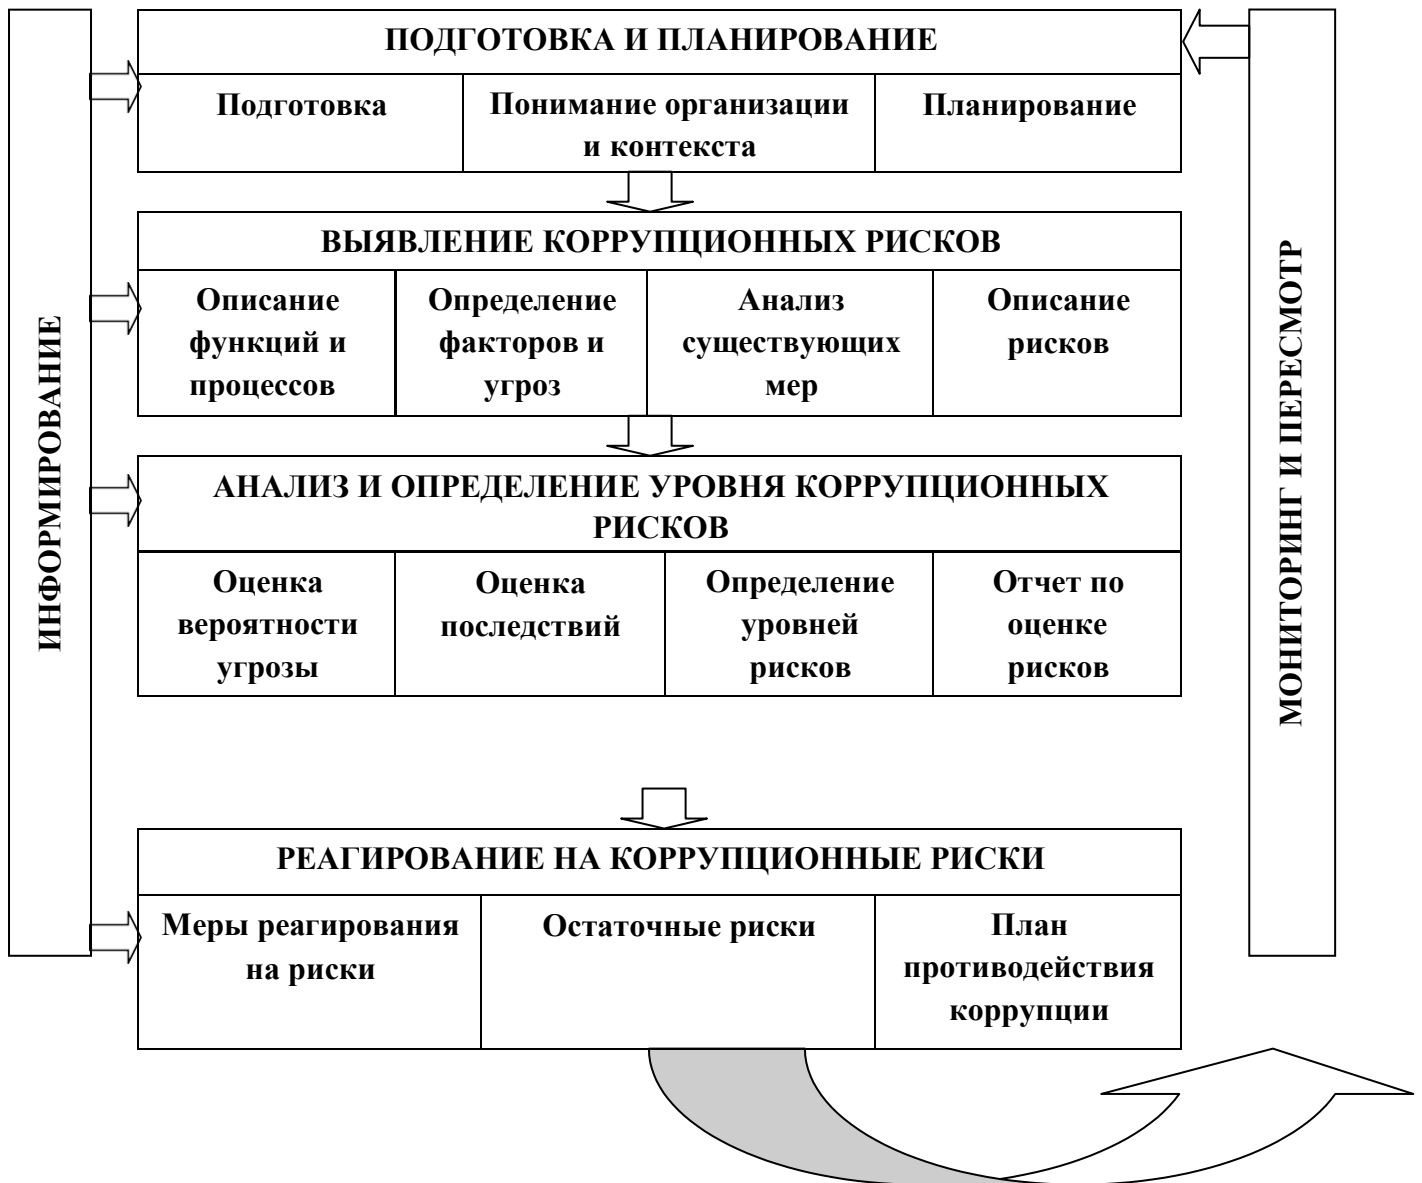 ИНФОРМИРОВАНИЕ
ПОДГОТОВКА И ПЛАНИРОВАНИЕ
Подготовка
Понимание организации
и контекста
Планирование
ВЫЯВЛЕНИЕ КОРРУПЦИОННЫХ РИСКОВ
Описание
функций и
процессов
Определение
факторов и
угроз
Анализ
существующих
мер
Описание
рисков
АНАЛИЗ И ОПРЕДЕЛЕНИЕ УРОВНЯ КОРРУПЦИОННЫХ
РИСКОВ
Оценка
вероятности
угрозы
Оценка
последствий
Определение
уровней
рисков
Отчет по
оценке
рисков
РЕАГИРОВАНИЕ НА КОРРУПЦИОННЫЕ РИСКИ
Меры реагирования
на риски
Остаточные риски
План
противодействия
коррупции
МОНИТОРИНГ И ПЕРЕСМОТР